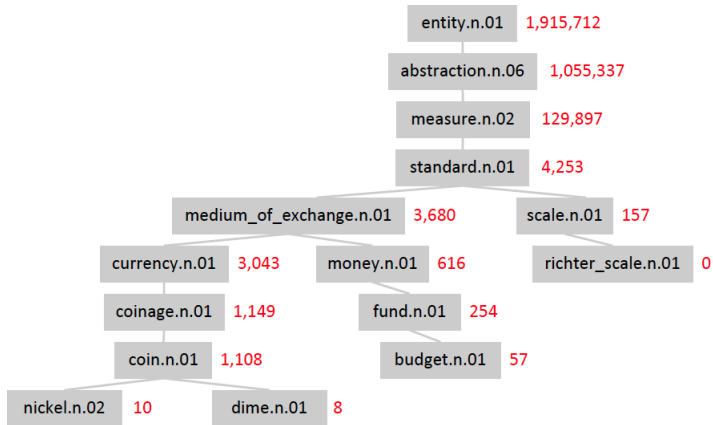 entity.n.01 1,915,712
abstraction.n.06 1,055,337
measure.n.02 129,897
standard.n.01 4,253
medium_of_exchange.n.01 3,680 scale.n.01 157
currency.n.01 3,043 money.n.01 616 richter_scale.n.01 0
coinage.n.01 1,149 fund.n.01 254
coin.n.01 1,108 budget.n.01 57
nickel.n.02 10 dime.n.01 8